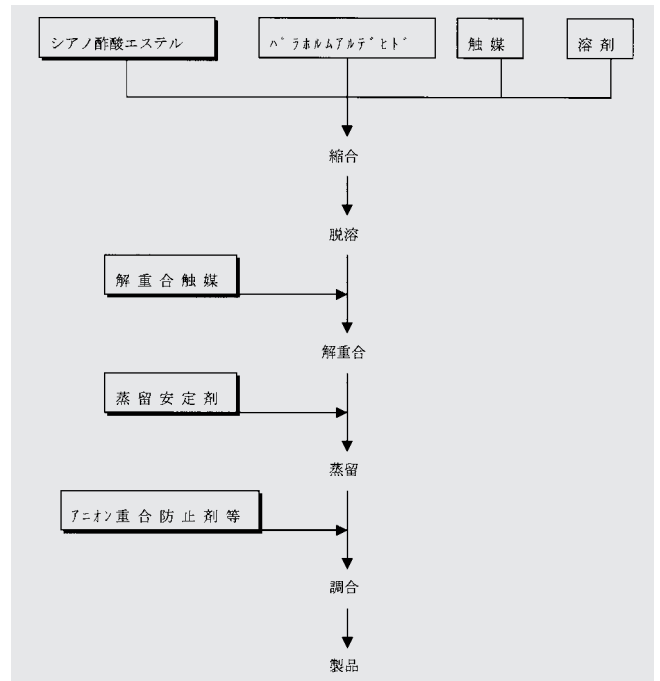 シアノ酢酸エステル
パラホルムアルデヒド
触媒
溶剤
縮合
脱溶
解重合触媒
解重合
蒸留安定剤
蒸留
アニオン重合防止剤等
調合
製品